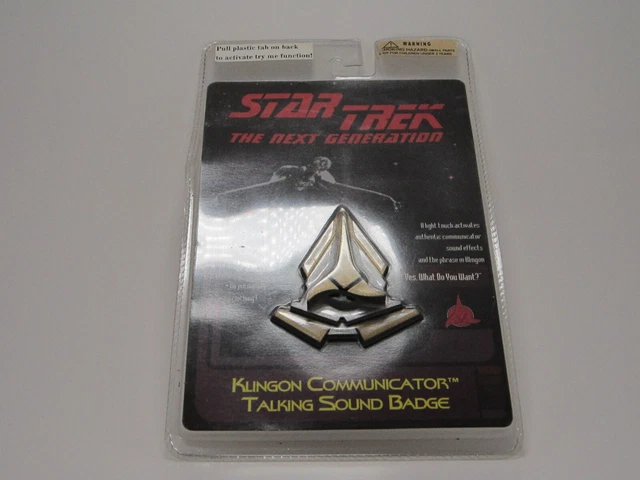 Pull plastic tab on back
to activate try me function!
WARNING
STAR TREK
THE NEXT GENERATION
A light touch activates
authentic communicator
sound effects
and the phrase in Klingon
"Yes, What Do You Want?"
KLINGON COMMUNICATOR™
TALKING SOUND BADGE